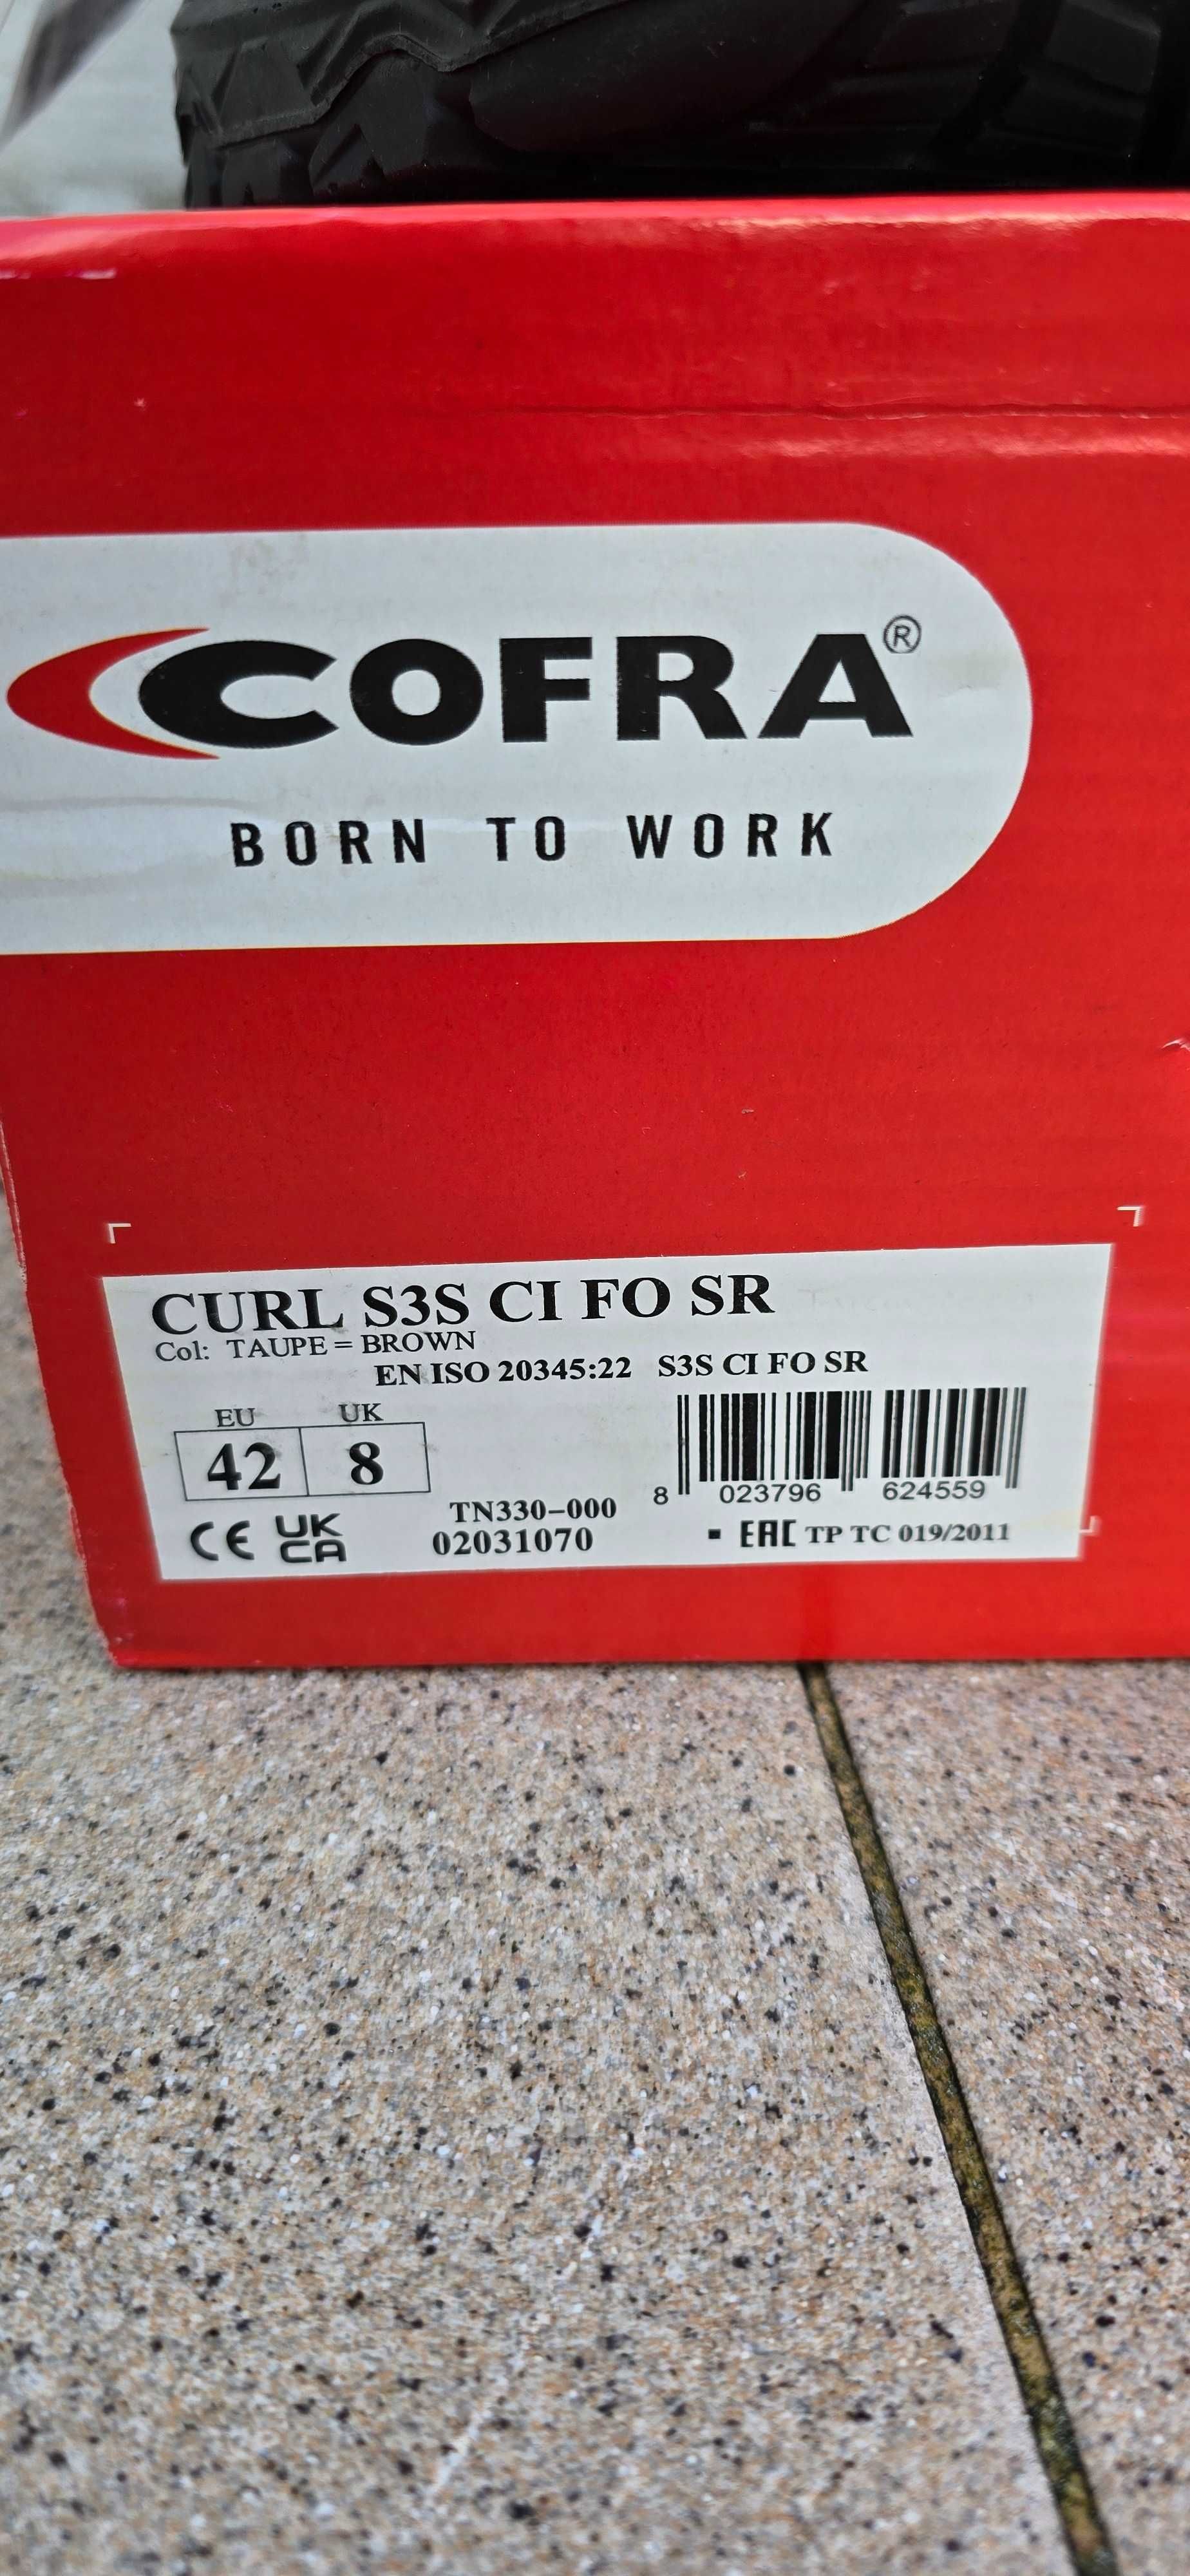 COFRA®
BORN TO WORK
CURL S3S CI FO SR
Col: TAUPE = BROWN
EN ISO 20345:22 S3S CI FO SR
EU UK
42 8
8 023796 624559
TN330-000
CE UK CA 02031070
EAC TP TC 019/2011